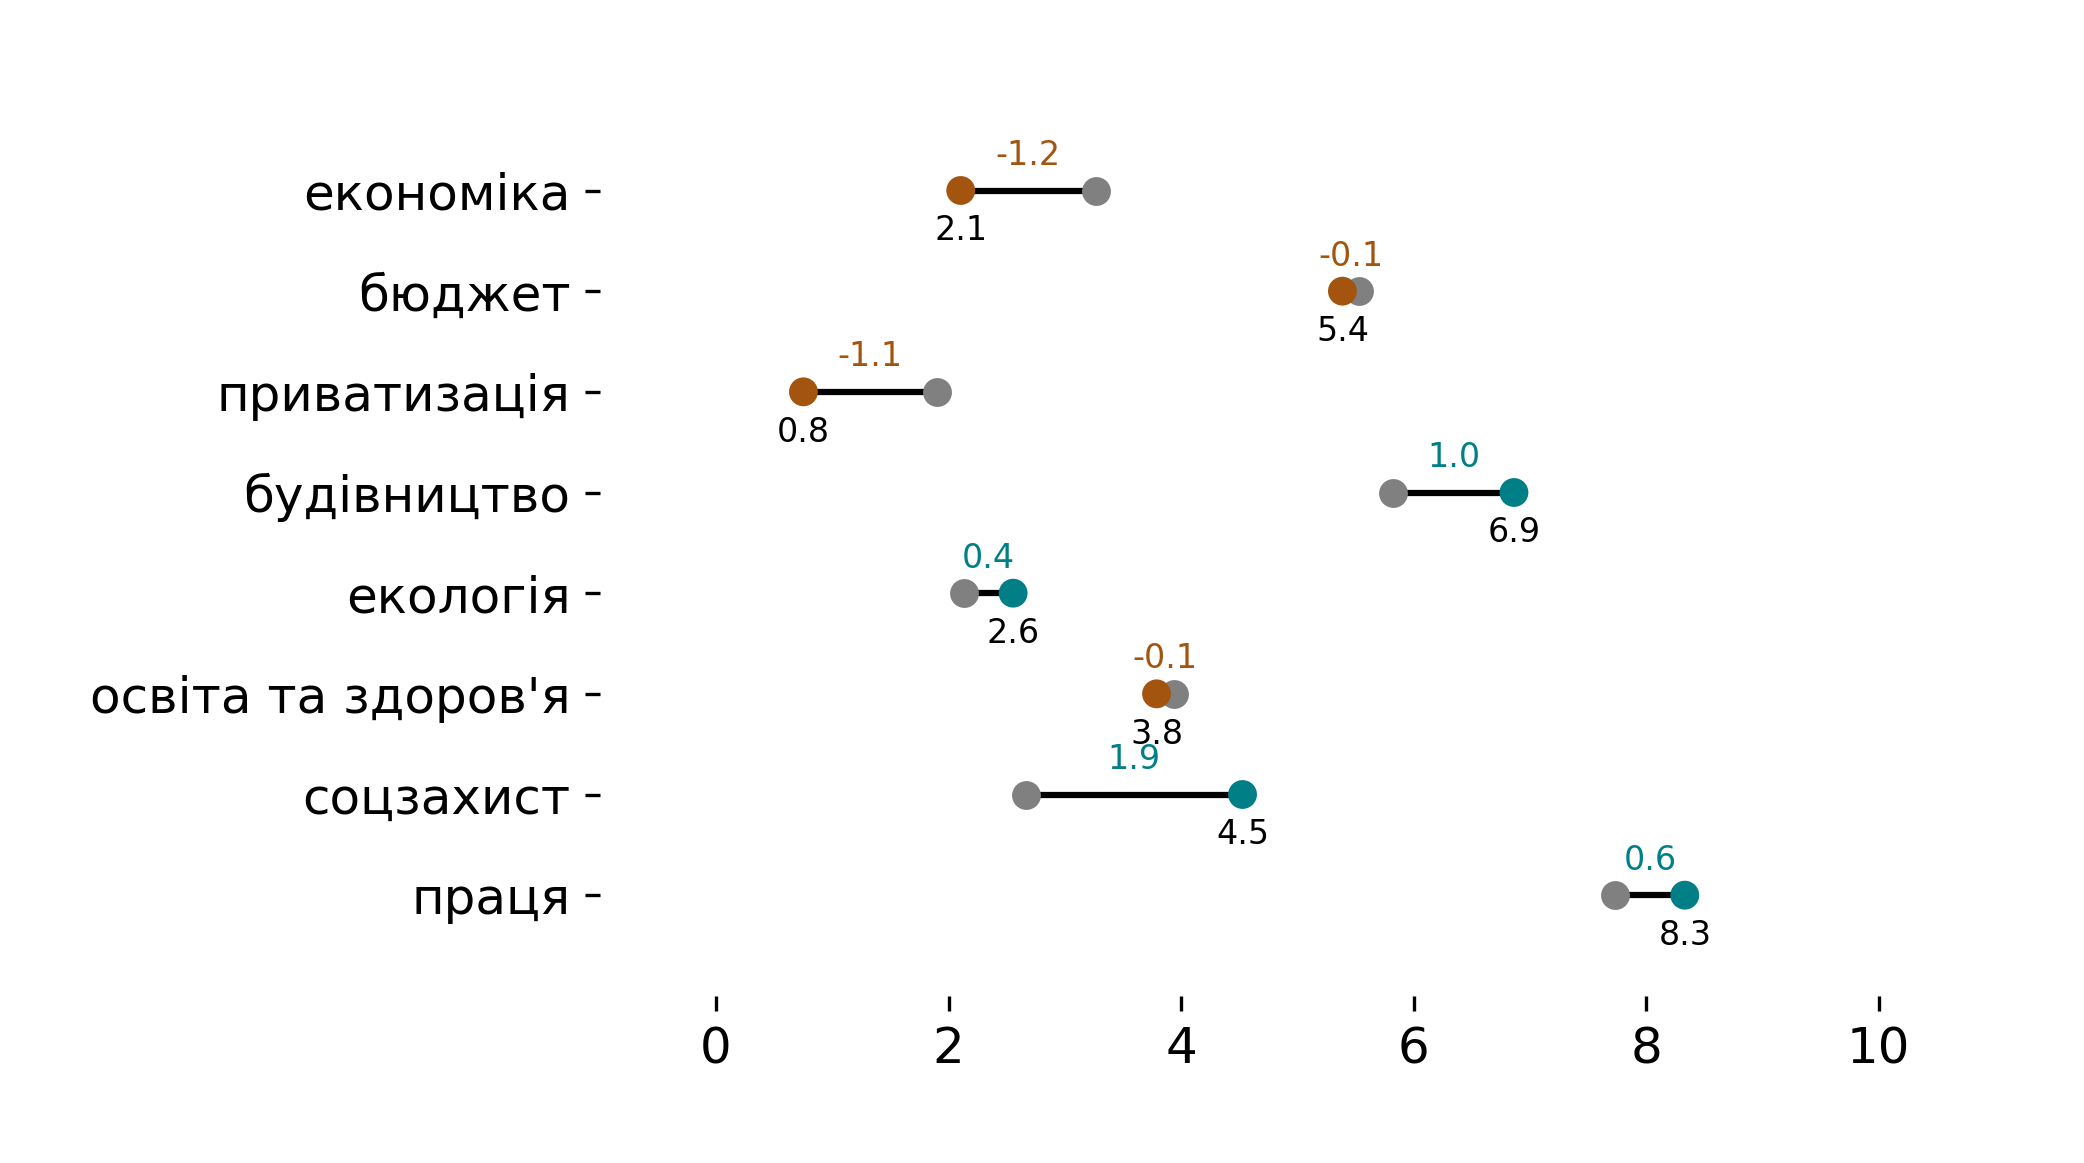 -1.2
економіка
2.1
-0.1
бюджет
5.4
-1.1
приватизація
0.8
1.0
будівництво
6.9
0.4
екологія
2.6
-0.1
освіта та здоров'я
3.8
1.9
соцзахист
4.5
0.6
праця
8.3
0 2 4 6 8 10